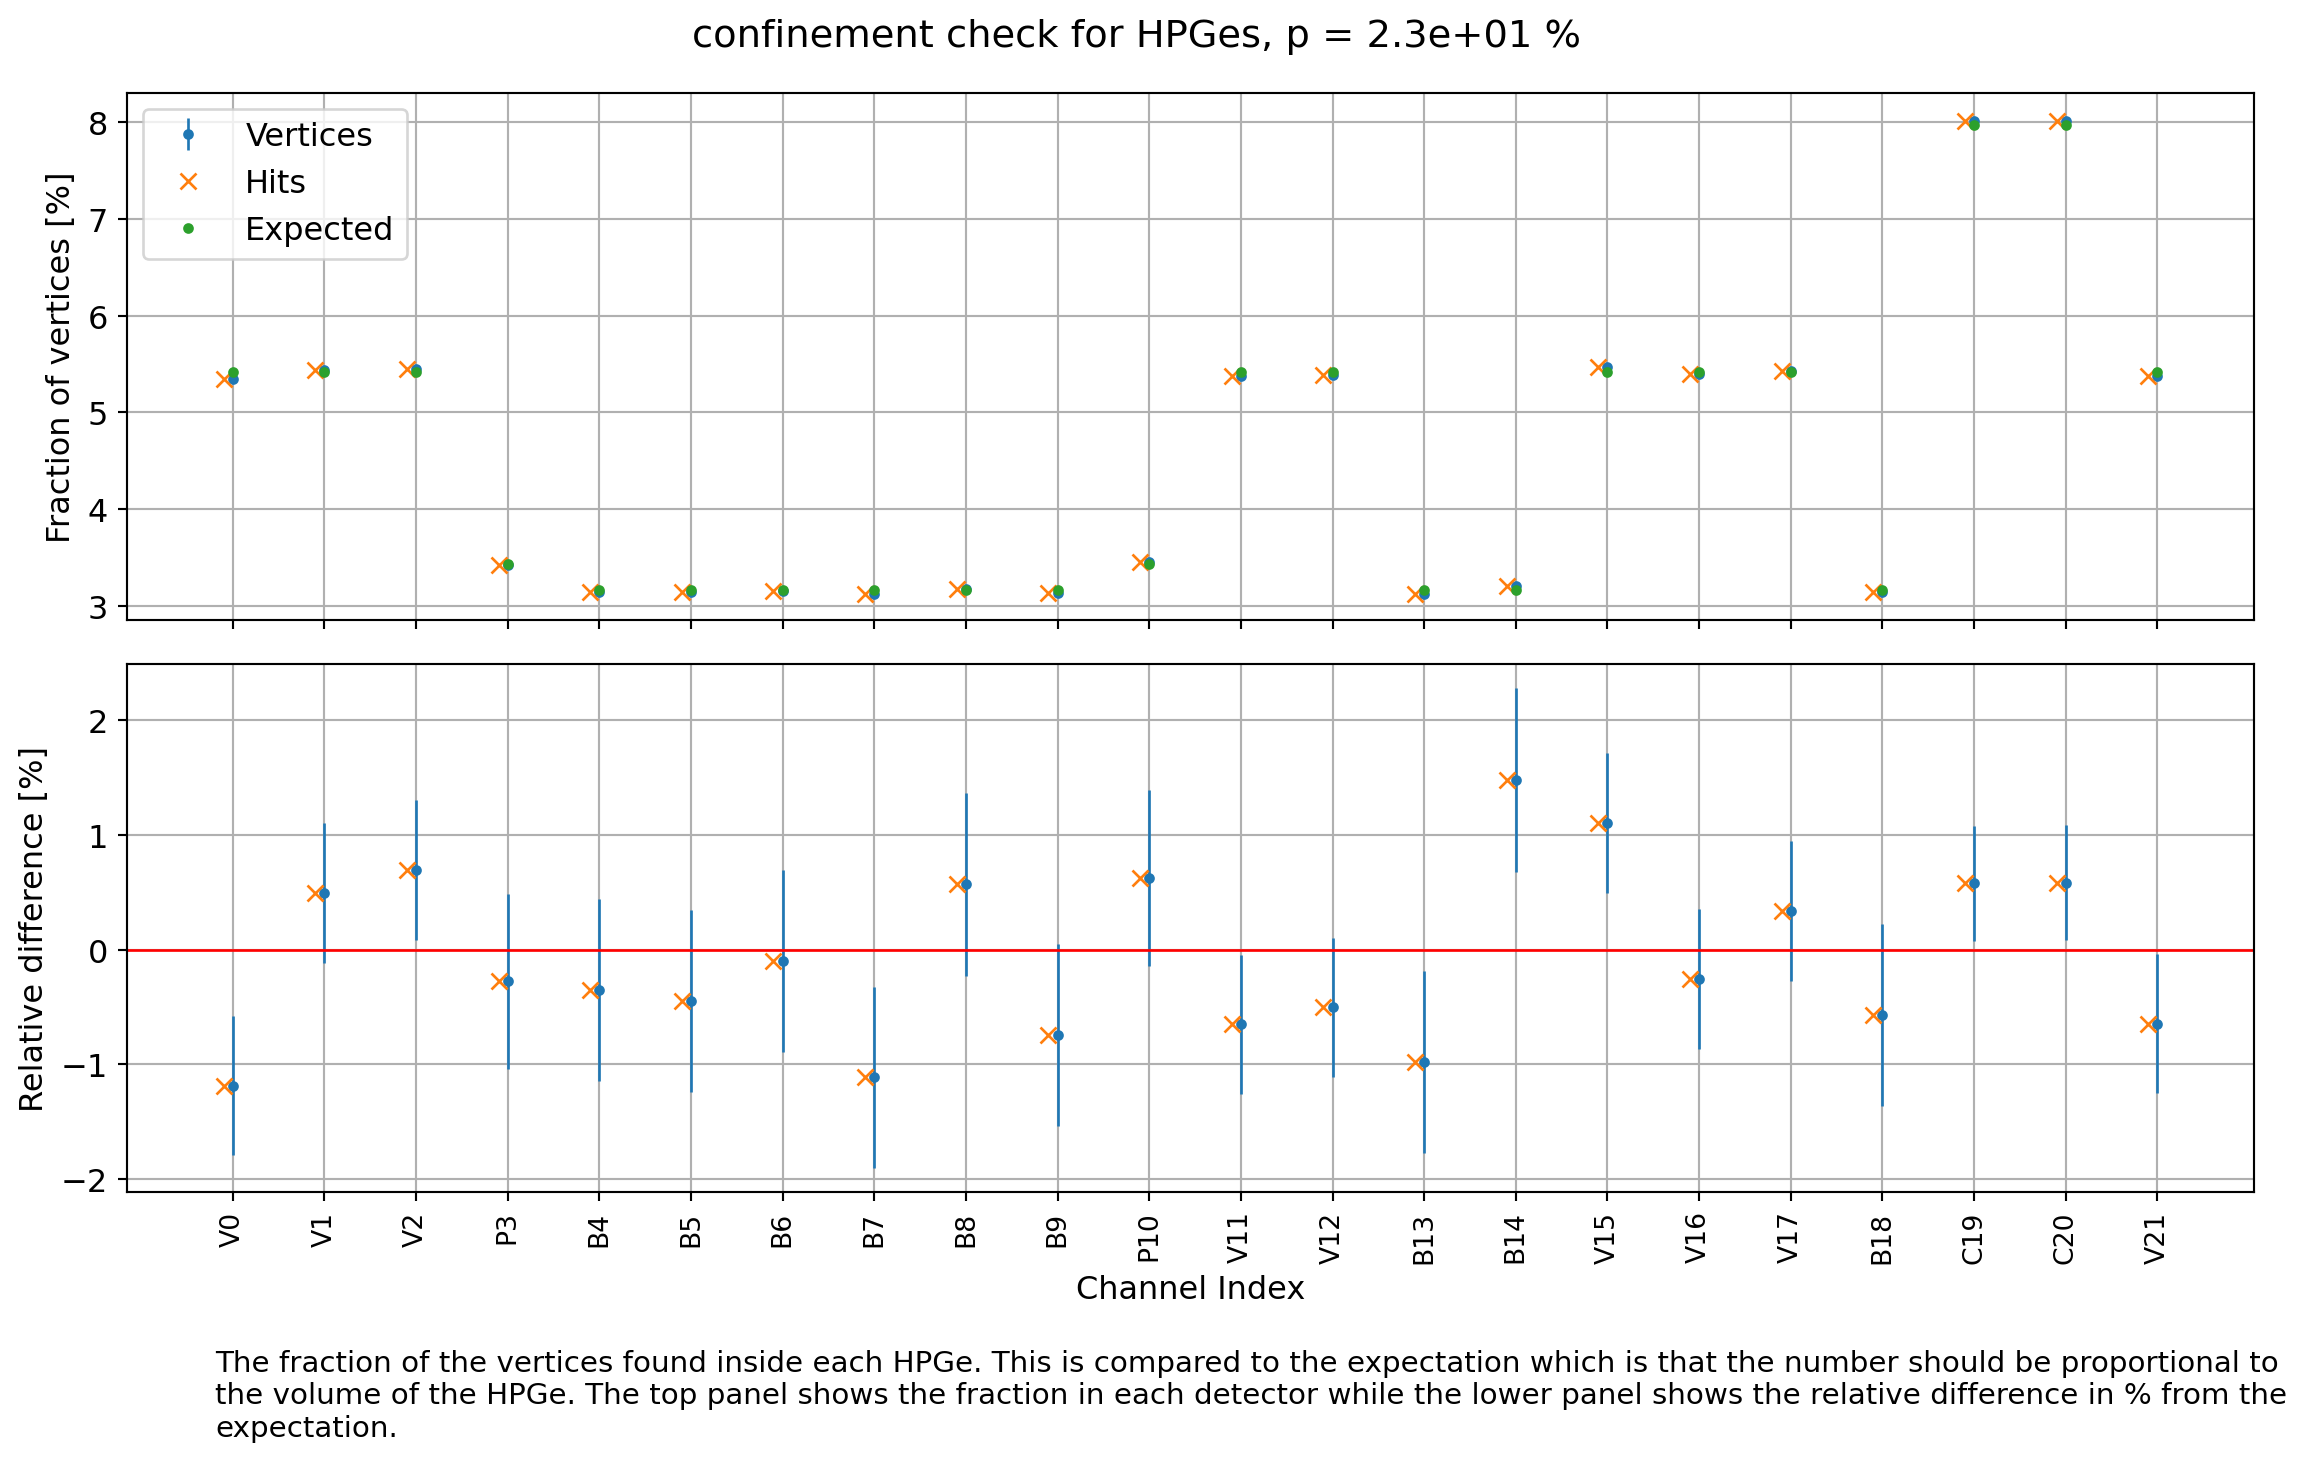 confinement check for HPGes, p = 2.3e+01 %
Fraction of vertices [%]
8
7
6
5
4
3
Vertices
Hits
Expected
Relative difference [%]
2
1
0
−1
−2
V0 V1 V2 P3 B4 B5 B6 B7 B8 B9 P10 V11 V12 B13 B14 V15 V16 V17 B18 C19 C20 V21
Channel Index
The fraction of the vertices found inside each HPGe. This is compared to the expectation which is that the number should be proportional to
the volume of the HPGe. The top panel shows the fraction in each detector while the lower panel shows the relative difference in % from the
expectation.